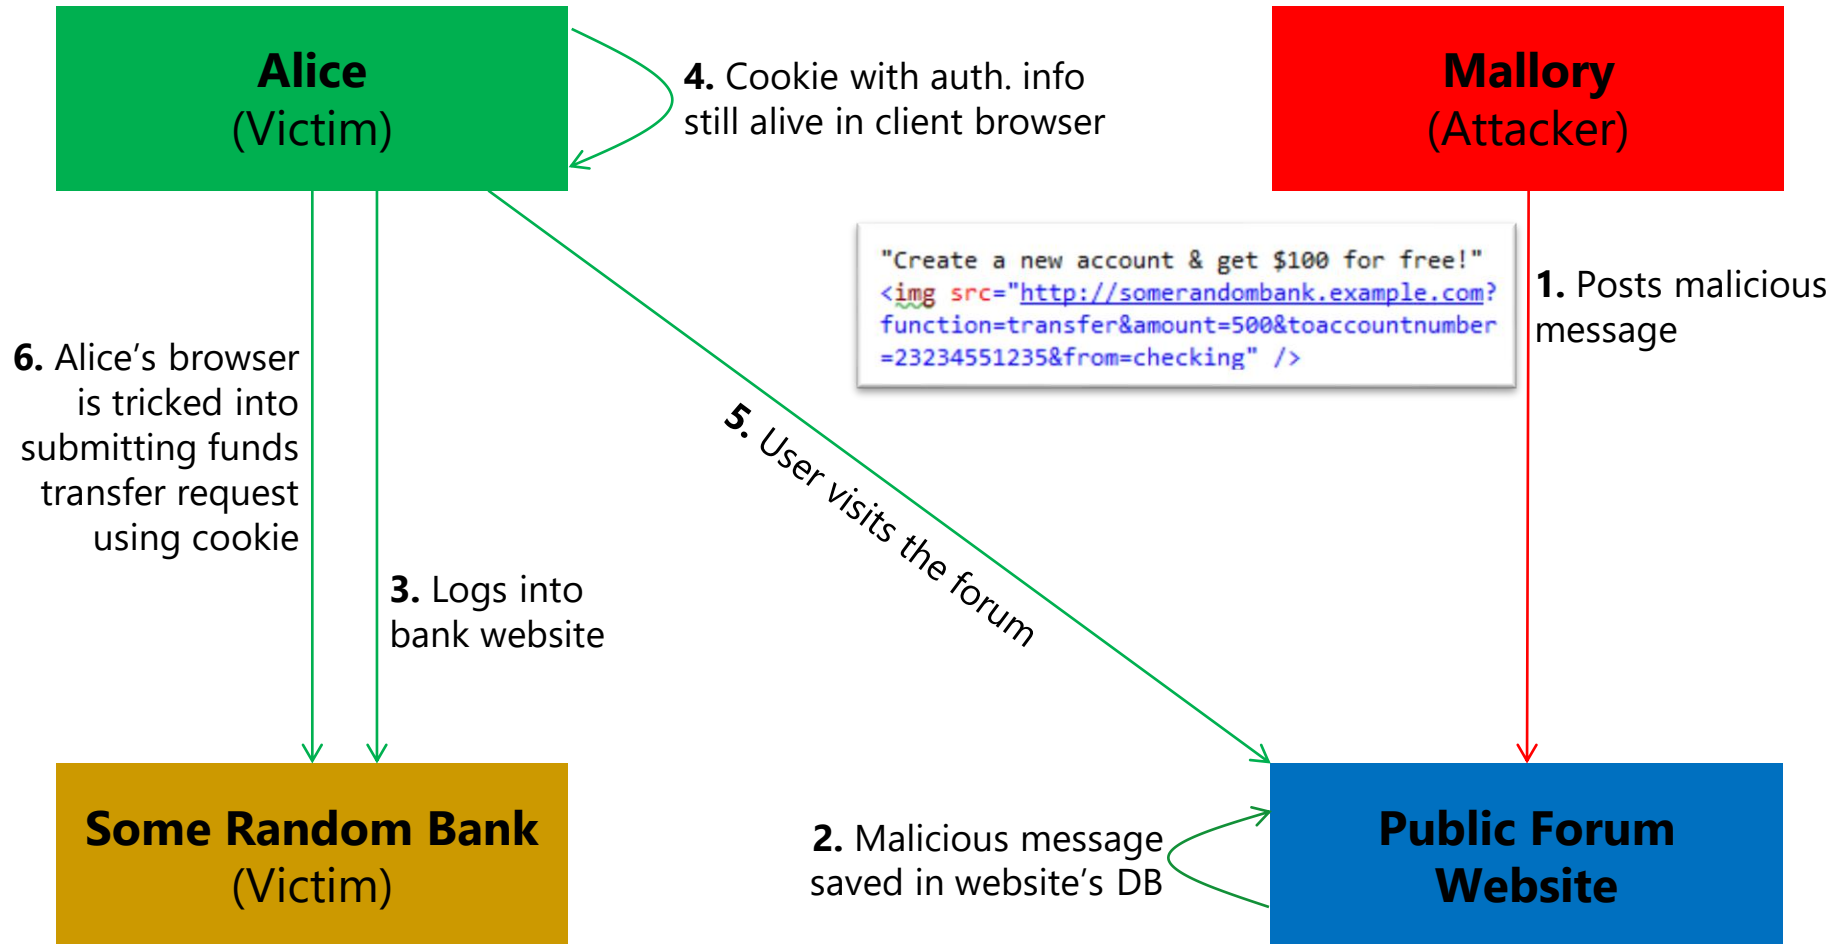 Alice
(Victim)
4. Cookie with auth. info
still alive in client browser
Mallory
(Attacker)
"Create a new account & get $100 for free!"
<img src="http://somerandombank.example.com?
function=transfer&amount=500&toaccountnumber
=23234551235&from=checking" />
1. Posts malicious
message
6. Alice’s browser
is tricked into
submitting funds
transfer request
using cookie
5. User visits the forum
3. Logs into
bank website
Some Random Bank
(Victim)
2. Malicious message
saved in website’s DB
Public Forum
Website